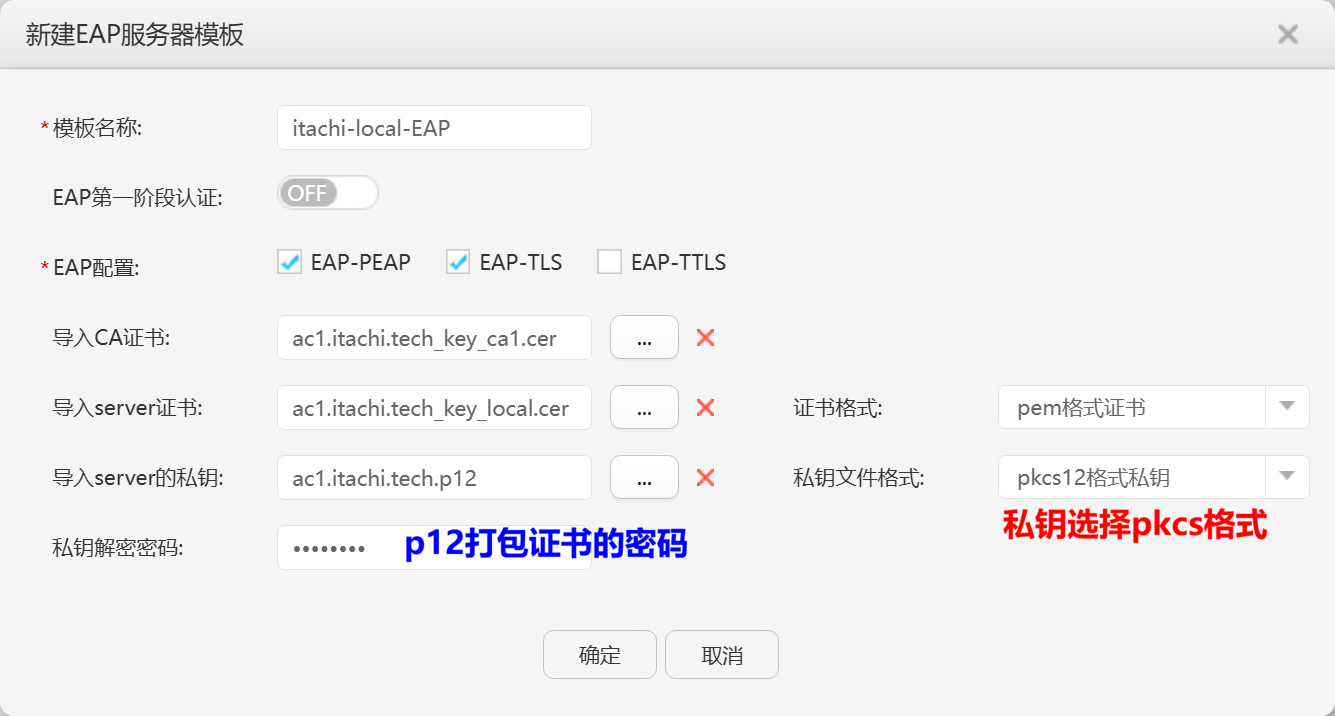 新建EAP服务器模板
*模板名称: itachi-local-EAP
EAP第一阶段认证: OFF
*EAP配置: EAP-PEAP EAP-TLS EAP-TTLS
导入CA证书: ac1.itachi.tech_key_ca1.cer ...
导入server证书: ac1.itachi.tech_key_local.cer ... 证书格式: pem格式证书
导入server的私钥: ac1.itachi.tech.p12 ... 私钥文件格式: pkcs12格式私钥
私钥选择pkcs格式
私钥解密密码: •••••••• p12打包证书的密码
确定 取消